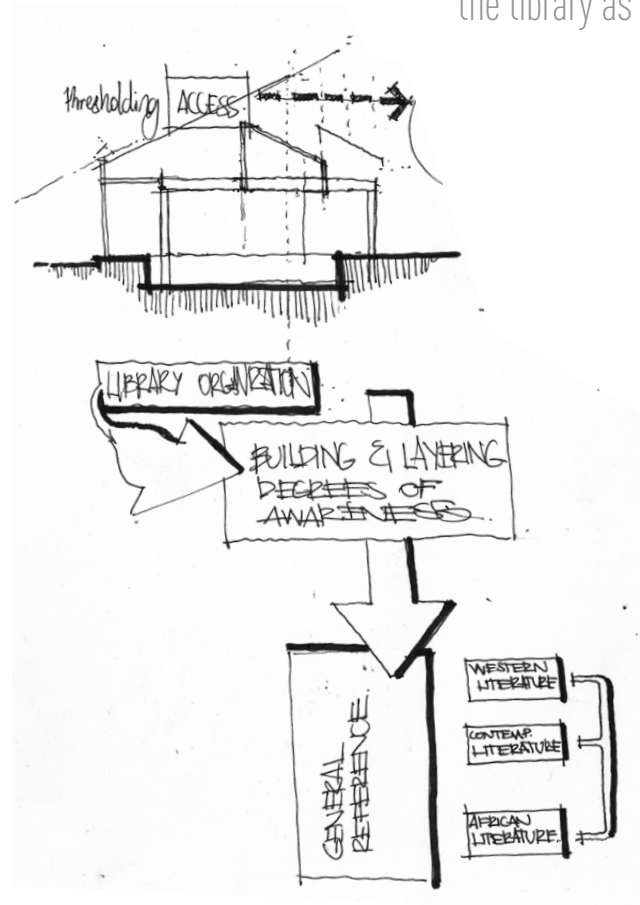 the library as
thresholding ACCESS
LIBRARY ORGANIZATION
BUILDING & LAYERING
DEGREES OF
AWARENESS
GENERAL
REFERENCE.
WESTERN
LITERATURE
CONTEMP.
LITERATURE
AFRICAN
LITERATURE.